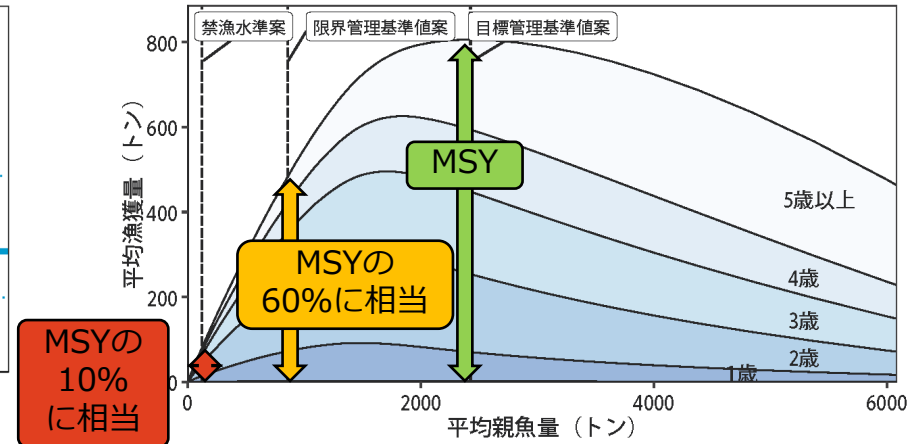 禁漁水準案
限界管理基準値案
目標管理基準値案
800
600
400
200
0
平均漁獲量（トン）
MSY
MSYの
60%に相当
MSYの
10%
に相当
5歳以上
4歳
3歳
2歳
1歳
0
2000
4000
6000
平均親魚量（トン）